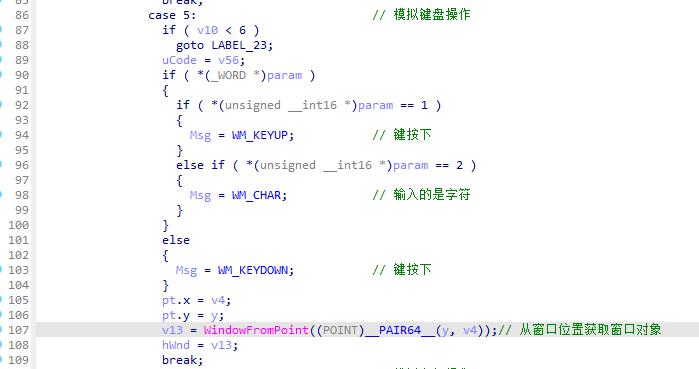 86 case 5: // 模拟键盘操作
87 if ( v10 < 6 )
88 goto LABEL_23;
89 uCode = v56;
90 if ( *(_WORD *)param )
91 {
92 if ( *(unsigned __int16 *)param == 1 )
93 {
94 Msg = WM_KEYUP; // 键按下
95 }
96 else if ( *(unsigned __int16 *)param == 2 )
97 {
98 Msg = WM_CHAR; // 输入的是字符
99 }
100 }
101 else
102 {
103 Msg = WM_KEYDOWN; // 键按下
104 }
105 pt.x = v4;
106 pt.y = y;
107 v13 = WindowFromPoint((POINT)__PAIR64__(y, v4));// 从窗口位置获取窗口对象
108 hWnd = v13;
109 break;